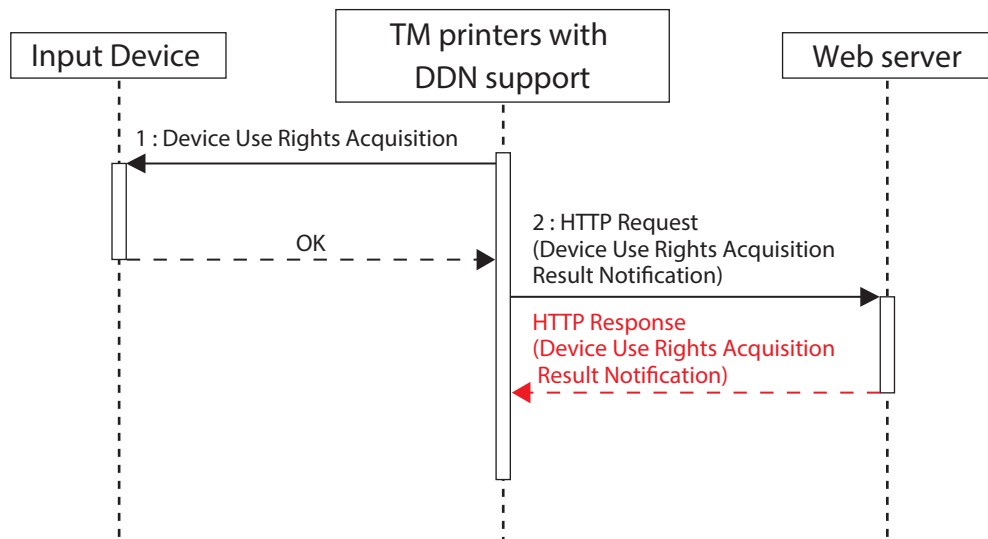 Input Device
TM printers with
DDN support
Web server
1 : Device Use Rights Acquisition
OK
2 : HTTP Request
(Device Use Rights Acquisition
Result Notification)
HTTP Response
(Device Use Rights Acquisition
Result Notification)